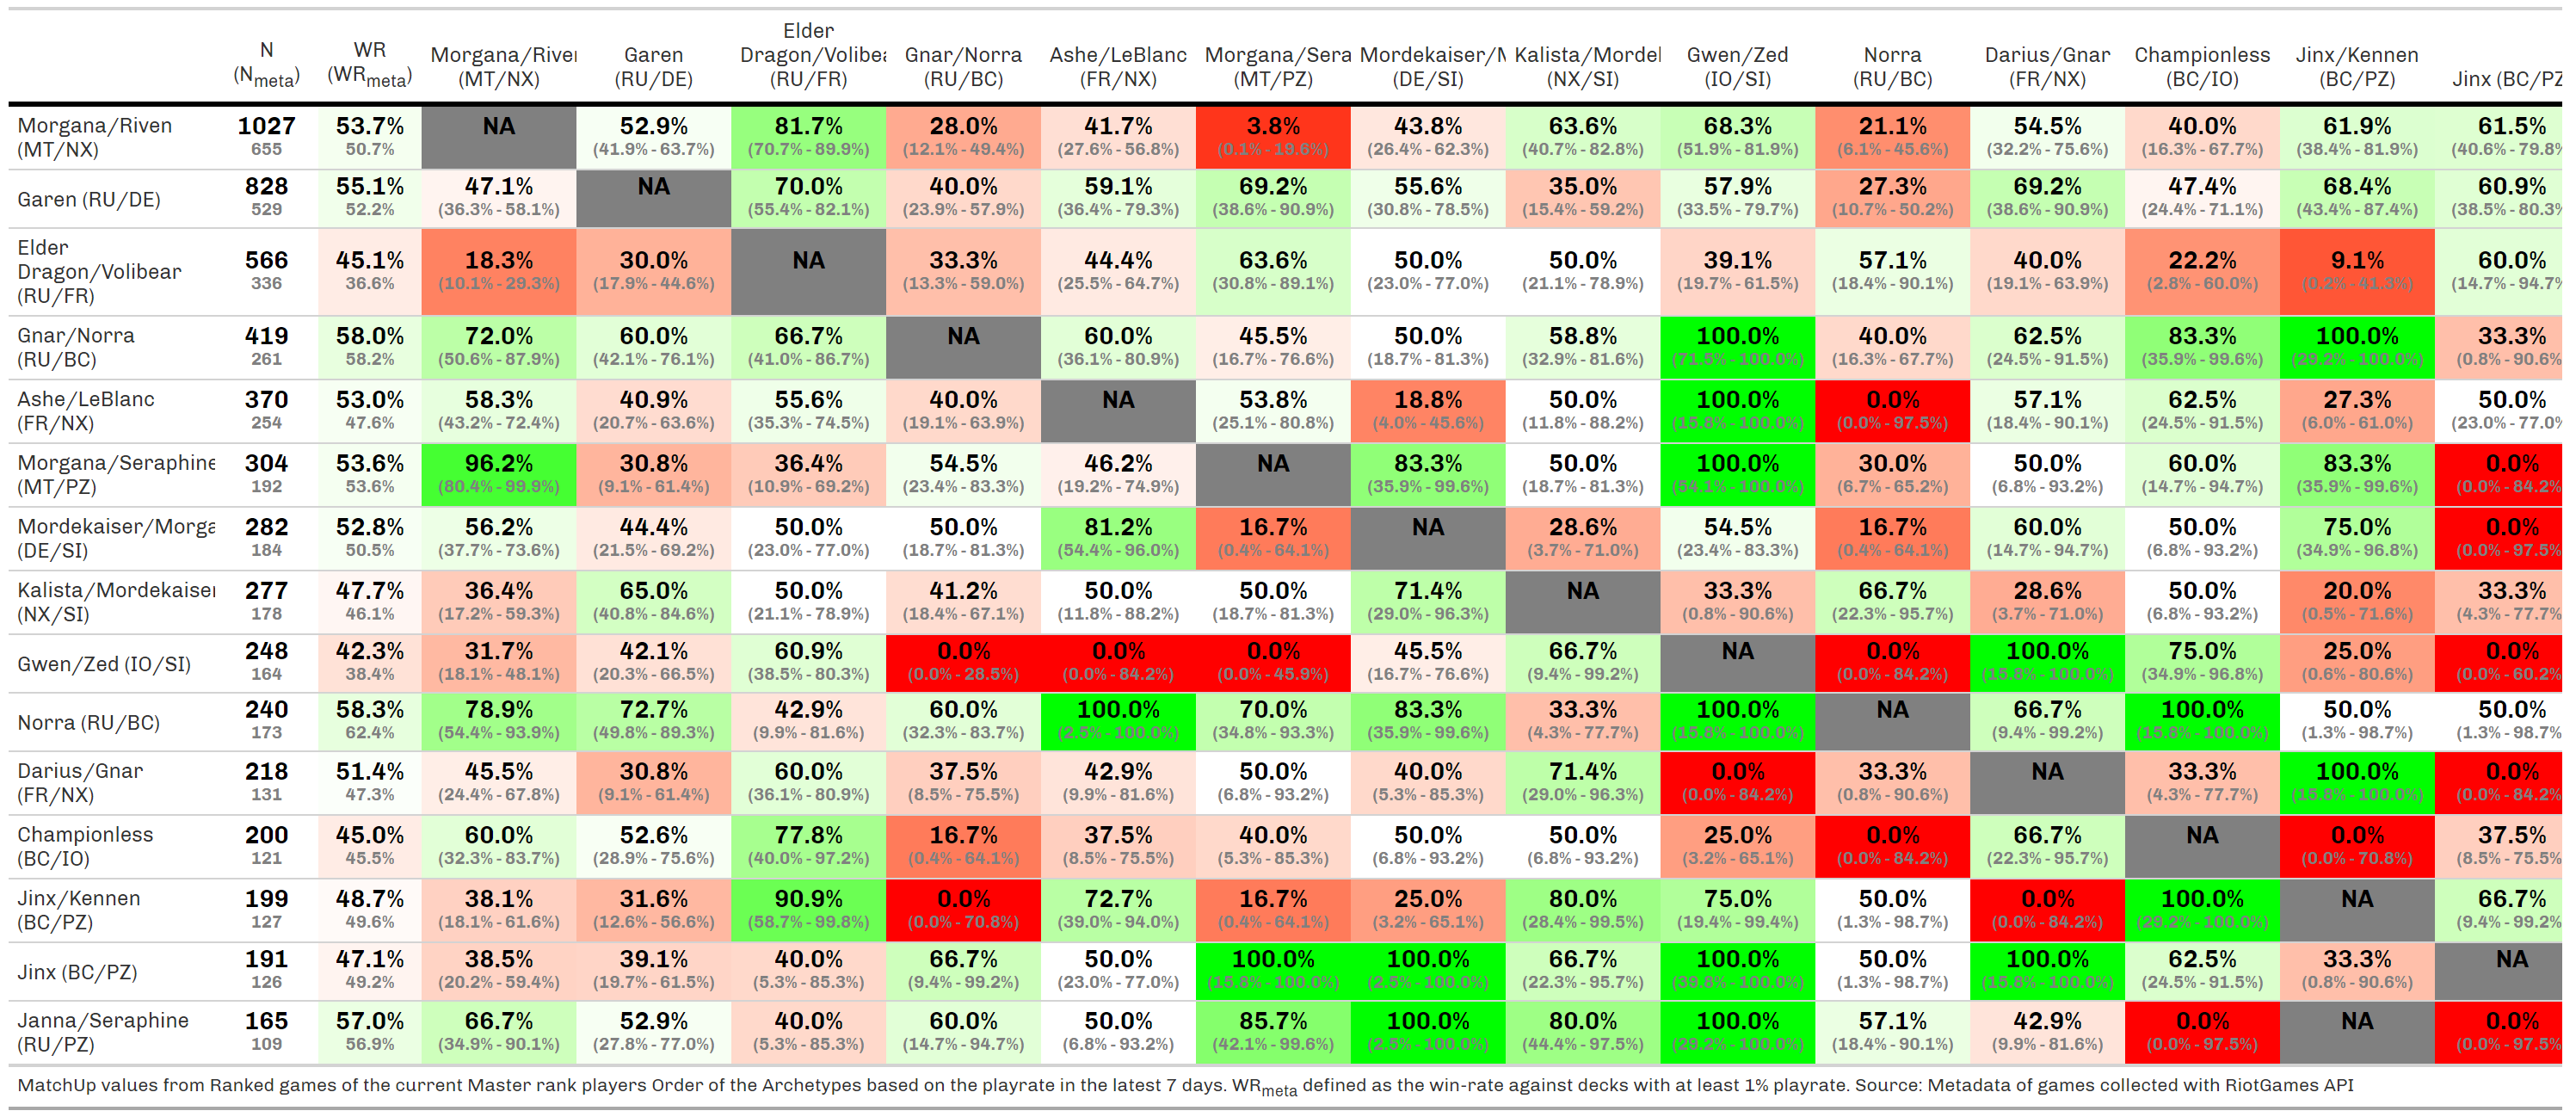 Elder
N WR Morgana/River Garen Dragon/Volibea Gnar/Norra Ashe/LeBlanc Morgana/Sera Mordekaiser/M Kalista/Mordel Gwen/Zed Norra Darius/Gnar Championless Jinx/Kennen
(Nmeta) (WRmeta) (MT/NX) (RU/DE) (RU/FR) (RU/BC) (FR/NX) (MT/PZ) (DE/SI) (NX/SI) (IO/SI) (RU/BC) (FR/NX) (BC/IO) (BC/PZ) Jinx (BC/PZ
Morgana/Riven 1027 53.7% NA 52.9% 81.7% 28.0% 41.7% 3.8% 43.8% 63.6% 68.3% 21.1% 54.5% 40.0% 61.9% 61.5%
(MT/NX) 655 50.7% (41.9% - 63.7%) (70.7% - 89.9%) (12.1% - 49.4%) (27.6% - 56.8%) (0.1% - 19.6%) (26.4% - 62.3%) (40.7% - 82.8%) (51.9% - 81.9%) (6.1% - 45.6%) (32.2% - 75.6%) (16.3% - 67.7%) (38.4% - 81.9%) (40.6% - 79.8%
Garen (RU/DE) 828 55.1% 47.1% NA 70.0% 40.0% 59.1% 69.2% 55.6% 35.0% 57.9% 27.3% 69.2% 47.4% 68.4% 60.9%
529 52.2% (36.3% - 58.1%) (55.4% - 82.1%) (23.9% - 57.9%) (36.4% - 79.3%) (38.6% - 90.9%) (30.8% - 78.5%) (15.4% - 59.2%) (33.5% - 79.7%) (10.7% - 50.2%) (38.6% - 90.9%) (24.4% - 71.1%) (43.4% - 87.4%) (38.5% - 80.3%
Elder
Dragon/Volibear 566 45.1% 18.3% 30.0% NA 33.3% 44.4% 63.6% 50.0% 50.0% 39.1% 57.1% 40.0% 22.2% 9.1% 60.0%
(RU/FR) 336 36.6% (10.1% - 29.3%) (17.9% - 44.6%) (13.3% - 59.0%) (25.5% - 64.7%) (30.8% - 89.1%) (23.0% - 77.0%) (21.1% - 78.9%) (19.7% - 61.5%) (18.4% - 90.1%) (19.1% - 63.9%) (2.8% - 60.0%) (0.2% - 41.3%) (14.7% - 94.7%
Gnar/Norra 419 58.0% 72.0% 60.0% 66.7% NA 60.0% 45.5% 50.0% 58.8% 100.0% 40.0% 62.5% 83.3% 100.0% 33.3%
(RU/BC) 261 58.2% (50.6% - 87.9%) (42.1% - 76.1%) (41.0% - 86.7%) (36.1% - 80.9%) (16.7% - 76.6%) (18.7% - 81.3%) (32.9% - 81.6%) (71.5% - 100.0%) (16.3% - 67.7%) (24.5% - 91.5%) (35.9% - 99.6%) (29.2% - 100.0%) (0.8% - 90.6%
Ashe/LeBlanc 370 53.0% 58.3% 40.9% 55.6% 40.0% NA 53.8% 18.8% 50.0% 100.0% 0.0% 57.1% 62.5% 27.3% 50.0%
(FR/NX) 254 47.6% (43.2% - 72.4%) (20.7% - 63.6%) (35.3% - 74.5%) (19.1% - 63.9%) (25.1% - 80.8%) (4.0% - 45.6%) (11.8% - 88.2%) (15.8% - 100.0%) (0.0% - 97.5%) (18.4% - 90.1%) (24.5% - 91.5%) (6.0% - 61.0%) (23.0% - 77.0%
Morgana/Seraphine 304 53.6% 96.2% 30.8% 36.4% 54.5% 46.2% NA 83.3% 50.0% 100.0% 30.0% 50.0% 60.0% 83.3% 0.0%
(MT/PZ) 192 53.6% (80.4% - 99.9%) (9.1% - 61.4%) (10.9% - 69.2%) (23.4% - 83.3%) (19.2% - 74.9%) (35.9% - 99.6%) (18.7% - 81.3%) (54.1% - 100.0%) (6.7% - 65.2%) (6.8% - 93.2%) (14.7% - 94.7%) (35.9% - 99.6%) (0.0% - 84.2%
Mordekaiser/Morga 282 52.8% 56.2% 44.4% 50.0% 50.0% 81.2% 16.7% NA 28.6% 54.5% 16.7% 60.0% 50.0% 75.0% 0.0%
(DE/SI) 184 50.5% (37.7% - 73.6%) (21.5% - 69.2%) (23.0% - 77.0%) (18.7% - 81.3%) (54.4% - 96.0%) (0.4% - 64.1%) (3.7% - 71.0%) (23.4% - 83.3%) (0.4% - 64.1%) (14.7% - 94.7%) (6.8% - 93.2%) (34.9% - 96.8%) (0.0% - 97.5%
Kalista/Mordekaiser 277 47.7% 36.4% 65.0% 50.0% 41.2% 50.0% 50.0% 71.4% NA 33.3% 66.7% 28.6% 50.0% 20.0% 33.3%
(NX/SI) 178 46.1% (17.2% - 59.3%) (40.8% - 84.6%) (21.1% - 78.9%) (18.4% - 67.1%) (11.8% - 88.2%) (18.7% - 81.3%) (29.0% - 96.3%) (0.8% - 90.6%) (22.3% - 95.7%) (3.7% - 71.0%) (6.8% - 93.2%) (0.5% - 71.6%) (4.3% - 77.7%
Gwen/Zed (IO/SI) 248 42.3% 31.7% 42.1% 60.9% 0.0% 0.0% 0.0% 45.5% 66.7% NA 0.0% 100.0% 75.0% 25.0% 0.0%
164 38.4% (18.1% - 48.1%) (20.3% - 66.5%) (38.5% - 80.3%) (0.0% - 28.5%) (0.0% - 84.2%) (0.0% - 45.9%) (16.7% - 76.6%) (9.4% - 99.2%) (0.0% - 84.2%) (15.8% - 100.0%) (34.9% - 96.8%) (0.6% - 80.6%) (0.0% - 60.2%
Norra (RU/BC) 240 58.3% 78.9% 72.7% 42.9% 60.0% 100.0% 70.0% 83.3% 33.3% 100.0% NA 66.7% 100.0% 50.0% 50.0%
173 62.4% (54.4% - 93.9%) (49.8% - 89.3%) (9.9% - 81.6%) (32.3% - 83.7%) (2.5% - 100.0%) (34.8% - 93.3%) (35.9% - 99.6%) (4.3% - 77.7%) (15.8% - 100.0%) (9.4% - 99.2%) (15.8% - 100.0%) (1.3% - 98.7%) (1.3% - 98.7%
Darius/Gnar 218 51.4% 45.5% 30.8% 60.0% 37.5% 42.9% 50.0% 40.0% 71.4% 0.0% 33.3% NA 33.3% 100.0% 0.0%
(FR/NX) 131 47.3% (24.4% - 67.8%) (9.1% - 61.4%) (36.1% - 80.9%) (8.5% - 75.5%) (9.9% - 81.6%) (6.8% - 93.2%) (5.3% - 85.3%) (29.0% - 96.3%) (0.0% - 84.2%) (0.8% - 90.6%) (4.3% - 77.7%) (15.8% - 100.0%) (0.0% - 84.2%
Championless 200 45.0% 60.0% 52.6% 77.8% 16.7% 37.5% 40.0% 50.0% 50.0% 25.0% 0.0% 66.7% NA 0.0% 37.5%
(BC/IO) 121 45.5% (32.3% - 83.7%) (28.9% - 75.6%) (40.0% - 97.2%) (0.4% - 64.1%) (8.5% - 75.5%) (5.3% - 85.3%) (6.8% - 93.2%) (6.8% - 93.2%) (3.2% - 65.1%) (0.0% - 84.2%) (22.3% - 95.7%) (0.0% - 70.8%) (8.5% - 75.5%
Jinx/Kennen 199 48.7% 38.1% 31.6% 90.9% 0.0% 72.7% 16.7% 25.0% 80.0% 75.0% 50.0% 0.0% 100.0% NA 66.7%
(BC/PZ) 127 49.6% (18.1% - 61.6%) (12.6% - 56.6%) (58.7% - 99.8%) (0.0% - 70.8%) (39.0% - 94.0%) (0.4% - 64.1%) (3.2% - 65.1%) (28.4% - 99.5%) (19.4% - 99.4%) (1.3% - 98.7%) (0.0% - 84.2%) (29.2% - 100.0%) (9.4% - 99.2%
Jinx (BC/PZ) 191 47.1% 38.5% 39.1% 40.0% 66.7% 50.0% 100.0% 100.0% 66.7% 100.0% 50.0% 100.0% 62.5% 33.3% NA
126 49.2% (20.2% - 59.4%) (19.7% - 61.5%) (5.3% - 85.3%) (9.4% - 99.2%) (23.0% - 77.0%) (15.8% - 100.0%) (2.5% - 100.0%) (22.3% - 95.7%) (39.8% - 100.0%) (1.3% - 98.7%) (15.8% - 100.0%) (24.5% - 91.5%) (0.8% - 90.6%)
Janna/Seraphine 165 57.0% 66.7% 52.9% 40.0% 60.0% 50.0% 85.7% 100.0% 80.0% 100.0% 57.1% 42.9% 0.0% NA 0.0%
(RU/PZ) 109 56.9% (34.9% - 90.1%) (27.8% - 77.0%) (5.3% - 85.3%) (14.7% - 94.7%) (6.8% - 93.2%) (42.1% - 99.6%) (2.5% - 100.0%) (44.4% - 97.5%) (29.2% - 100.0%) (18.4% - 90.1%) (9.9% - 81.6%) (0.0% - 97.5%) (0.0% - 97.5%
MatchUp values from Ranked games of the current Master rank players Order of the Archetypes based on the playrate in the latest 7 days. WRmeta defined as the win-rate against decks with at least 1% playrate. Source: Metadata of games collected with RiotGames API